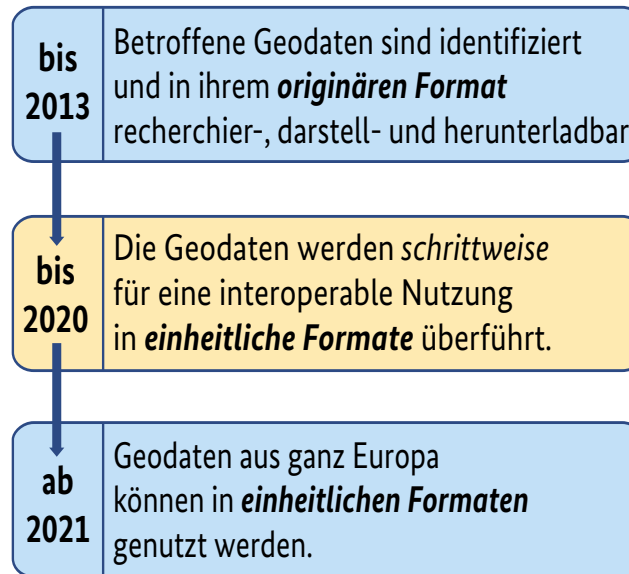 bis
2013
Betroffene Geodaten sind identifiziert
und in ihrem originären Format
recherchier-, darstell- und herunterladbar
bis
2020
Die Geodaten werden schrittweise
für eine interoperable Nutzung
in einheitliche Formate überführt.
ab
2021
Geodaten aus ganz Europa
können in einheitlichen Formaten
genutzt werden.